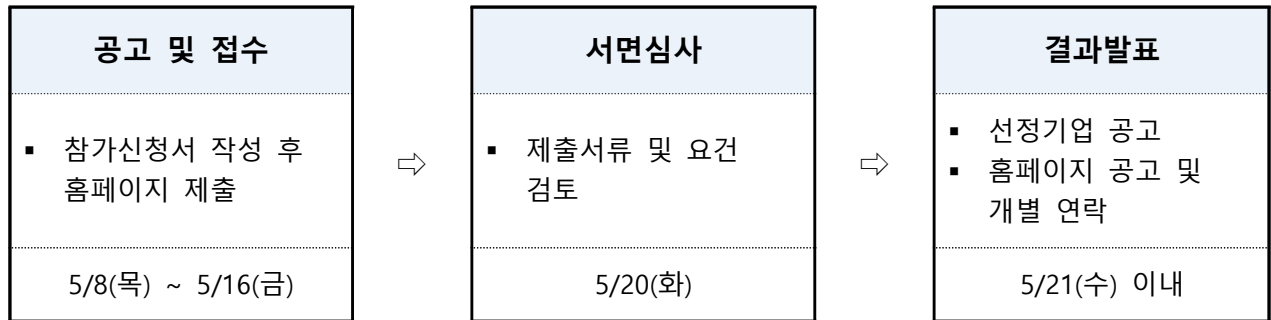 공고 및 접수
▪ 참가신청서 작성 후
홈페이지 제출
5/8(목) ~ 5/16(금)
⇨
서면심사
▪ 제출서류 및 요건
검토
5/20(화)
⇨
결과발표
▪ 선정기업 공고
▪ 홈페이지 공고 및
개별 연락
5/21(수) 이내